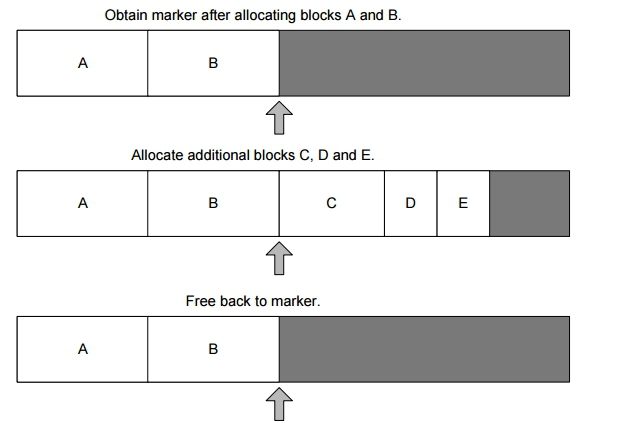 Obtain marker after allocating blocks A and B.
A B
Allocate additional blocks C, D and E.
A B C D E
Free back to marker.
A B